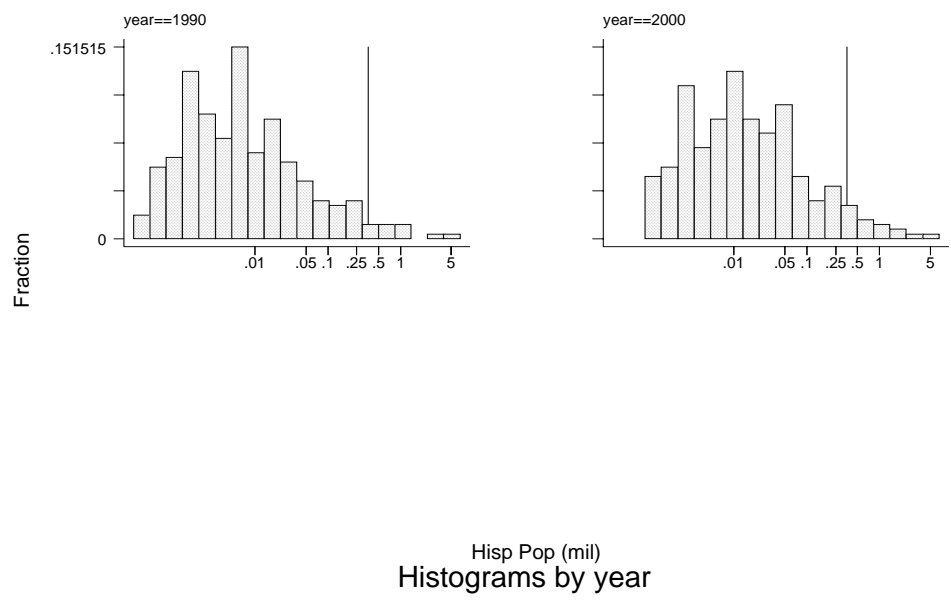 year==1990
year==2000
.151515
0
.01 .05 .1 .25 .5 1 5
.01 .05 .1 .25 .5 1 5
Fraction
Hisp Pop (mil)
Histograms by year